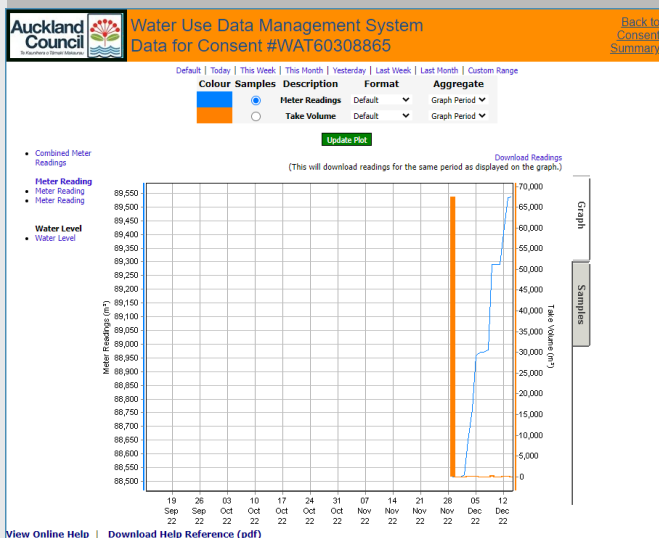 Auckland Council
Te Kaunihera o Tāmaki Makaurau
Water Use Data Management System
Data for Consent #WAT60308865
Back to Consent Summary
Default | Today | This Week | This Month | Yesterday | Last Week | Last Month | Custom Range
Colour Samples Description Format Aggregate
Meter Readings Default Graph Period
Take Volume Default Graph Period
Update Plot
Download Readings
(This will download readings for the same period as displayed on the graph.)
Combined Meter Readings
Meter Reading
Meter Reading
Meter Reading
Water Level
Water Level
Meter Readings (m³)
89,550
89,500
89,450
89,400
89,350
89,300
89,250
89,200
89,150
89,100
89,050
89,000
88,950
88,900
88,850
88,800
88,750
88,700
88,650
88,600
88,550
88,500
70,000
65,000
60,000
55,000
50,000
45,000
40,000
35,000
30,000
25,000
20,000
15,000
10,000
5,000
0
Take Volume (m³)
Graph
Samples
19 26 03 10 17 24 31 07 14 21 28 05 12
Sep Sep Oct Oct Oct Oct Oct Nov Nov Nov Nov Dec Dec
22 22 22 22 22 22 22 22 22 22 22 22 22
View Online Help | Download Help Reference (pdf)